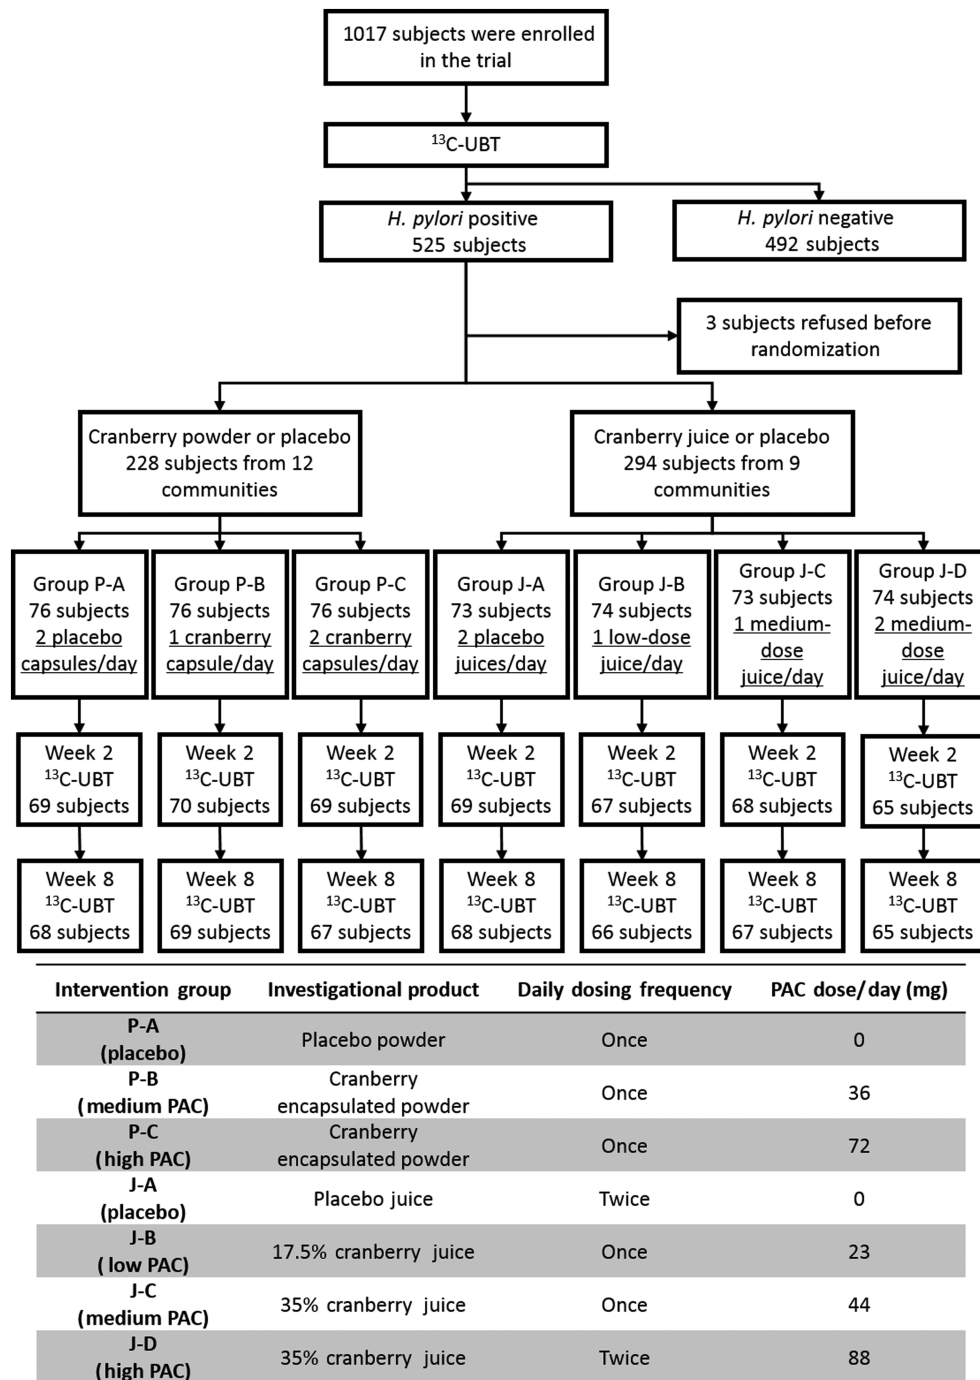 1017 subjects were enrolled
in the trial
¹³C-UBT
H. pylori positive
525 subjects
H. pylori negative
492 subjects
3 subjects refused before
randomization
Cranberry powder or placebo
228 subjects from 12
communities
Cranberry juice or placebo
294 subjects from 9
communities
Group P-A
76 subjects
2 placebo
capsules/day
Group P-B
76 subjects
1 cranberry
capsule/day
Group P-C
76 subjects
2 cranberry
capsules/day
Group J-A
73 subjects
2 placebo
juices/day
Group J-B
74 subjects
1 low-dose
juice/day
Group J-C
73 subjects
1 medium-
dose
juice/day
Group J-D
74 subjects
2 medium-
dose
juice/day
Week 2
¹³C-UBT
69 subjects
Week 2
¹³C-UBT
70 subjects
Week 2
¹³C-UBT
69 subjects
Week 2
¹³C-UBT
69 subjects
Week 2
¹³C-UBT
67 subjects
Week 2
¹³C-UBT
68 subjects
Week 2
¹³C-UBT
65 subjects
Week 8
¹³C-UBT
68 subjects
Week 8
¹³C-UBT
69 subjects
Week 8
¹³C-UBT
67 subjects
Week 8
¹³C-UBT
68 subjects
Week 8
¹³C-UBT
66 subjects
Week 8
¹³C-UBT
67 subjects
Week 8
¹³C-UBT
65 subjects
Intervention group Investigational product Daily dosing frequency PAC dose/day (mg)
P-A
(placebo)
Placebo powder Once 0
P-B
(medium PAC)
Cranberry
encapsulated powder
Once 36
P-C
(high PAC)
Cranberry
encapsulated powder
Once 72
J-A
(placebo)
Placebo juice Twice 0
J-B
( low PAC)
17.5% cranberry juice Once 23
J-C
(medium PAC)
35% cranberry juice Once 44
J-D
(high PAC)
35% cranberry juice Twice 88